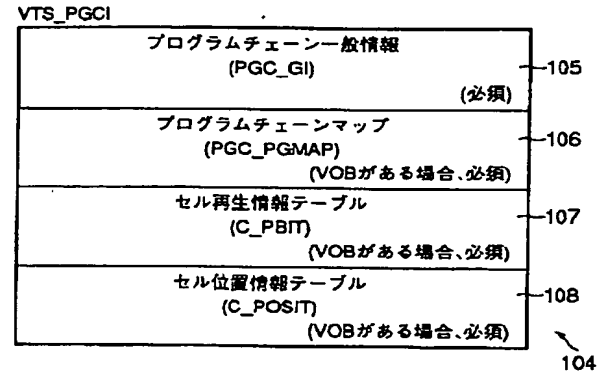 VTS_PGCI
プログラムチェーン一般情報
(PGC_GI)
(必須)
105
プログラムチェーンマップ
(PGC_PGMAP)
(VOBがある場合、必須)
106
セル再生情報テーブル
(C_PBIT)
(VOBがある場合、必須)
107
セル位置情報テーブル
(C_POSIT)
(VOBがある場合、必須)
108
104